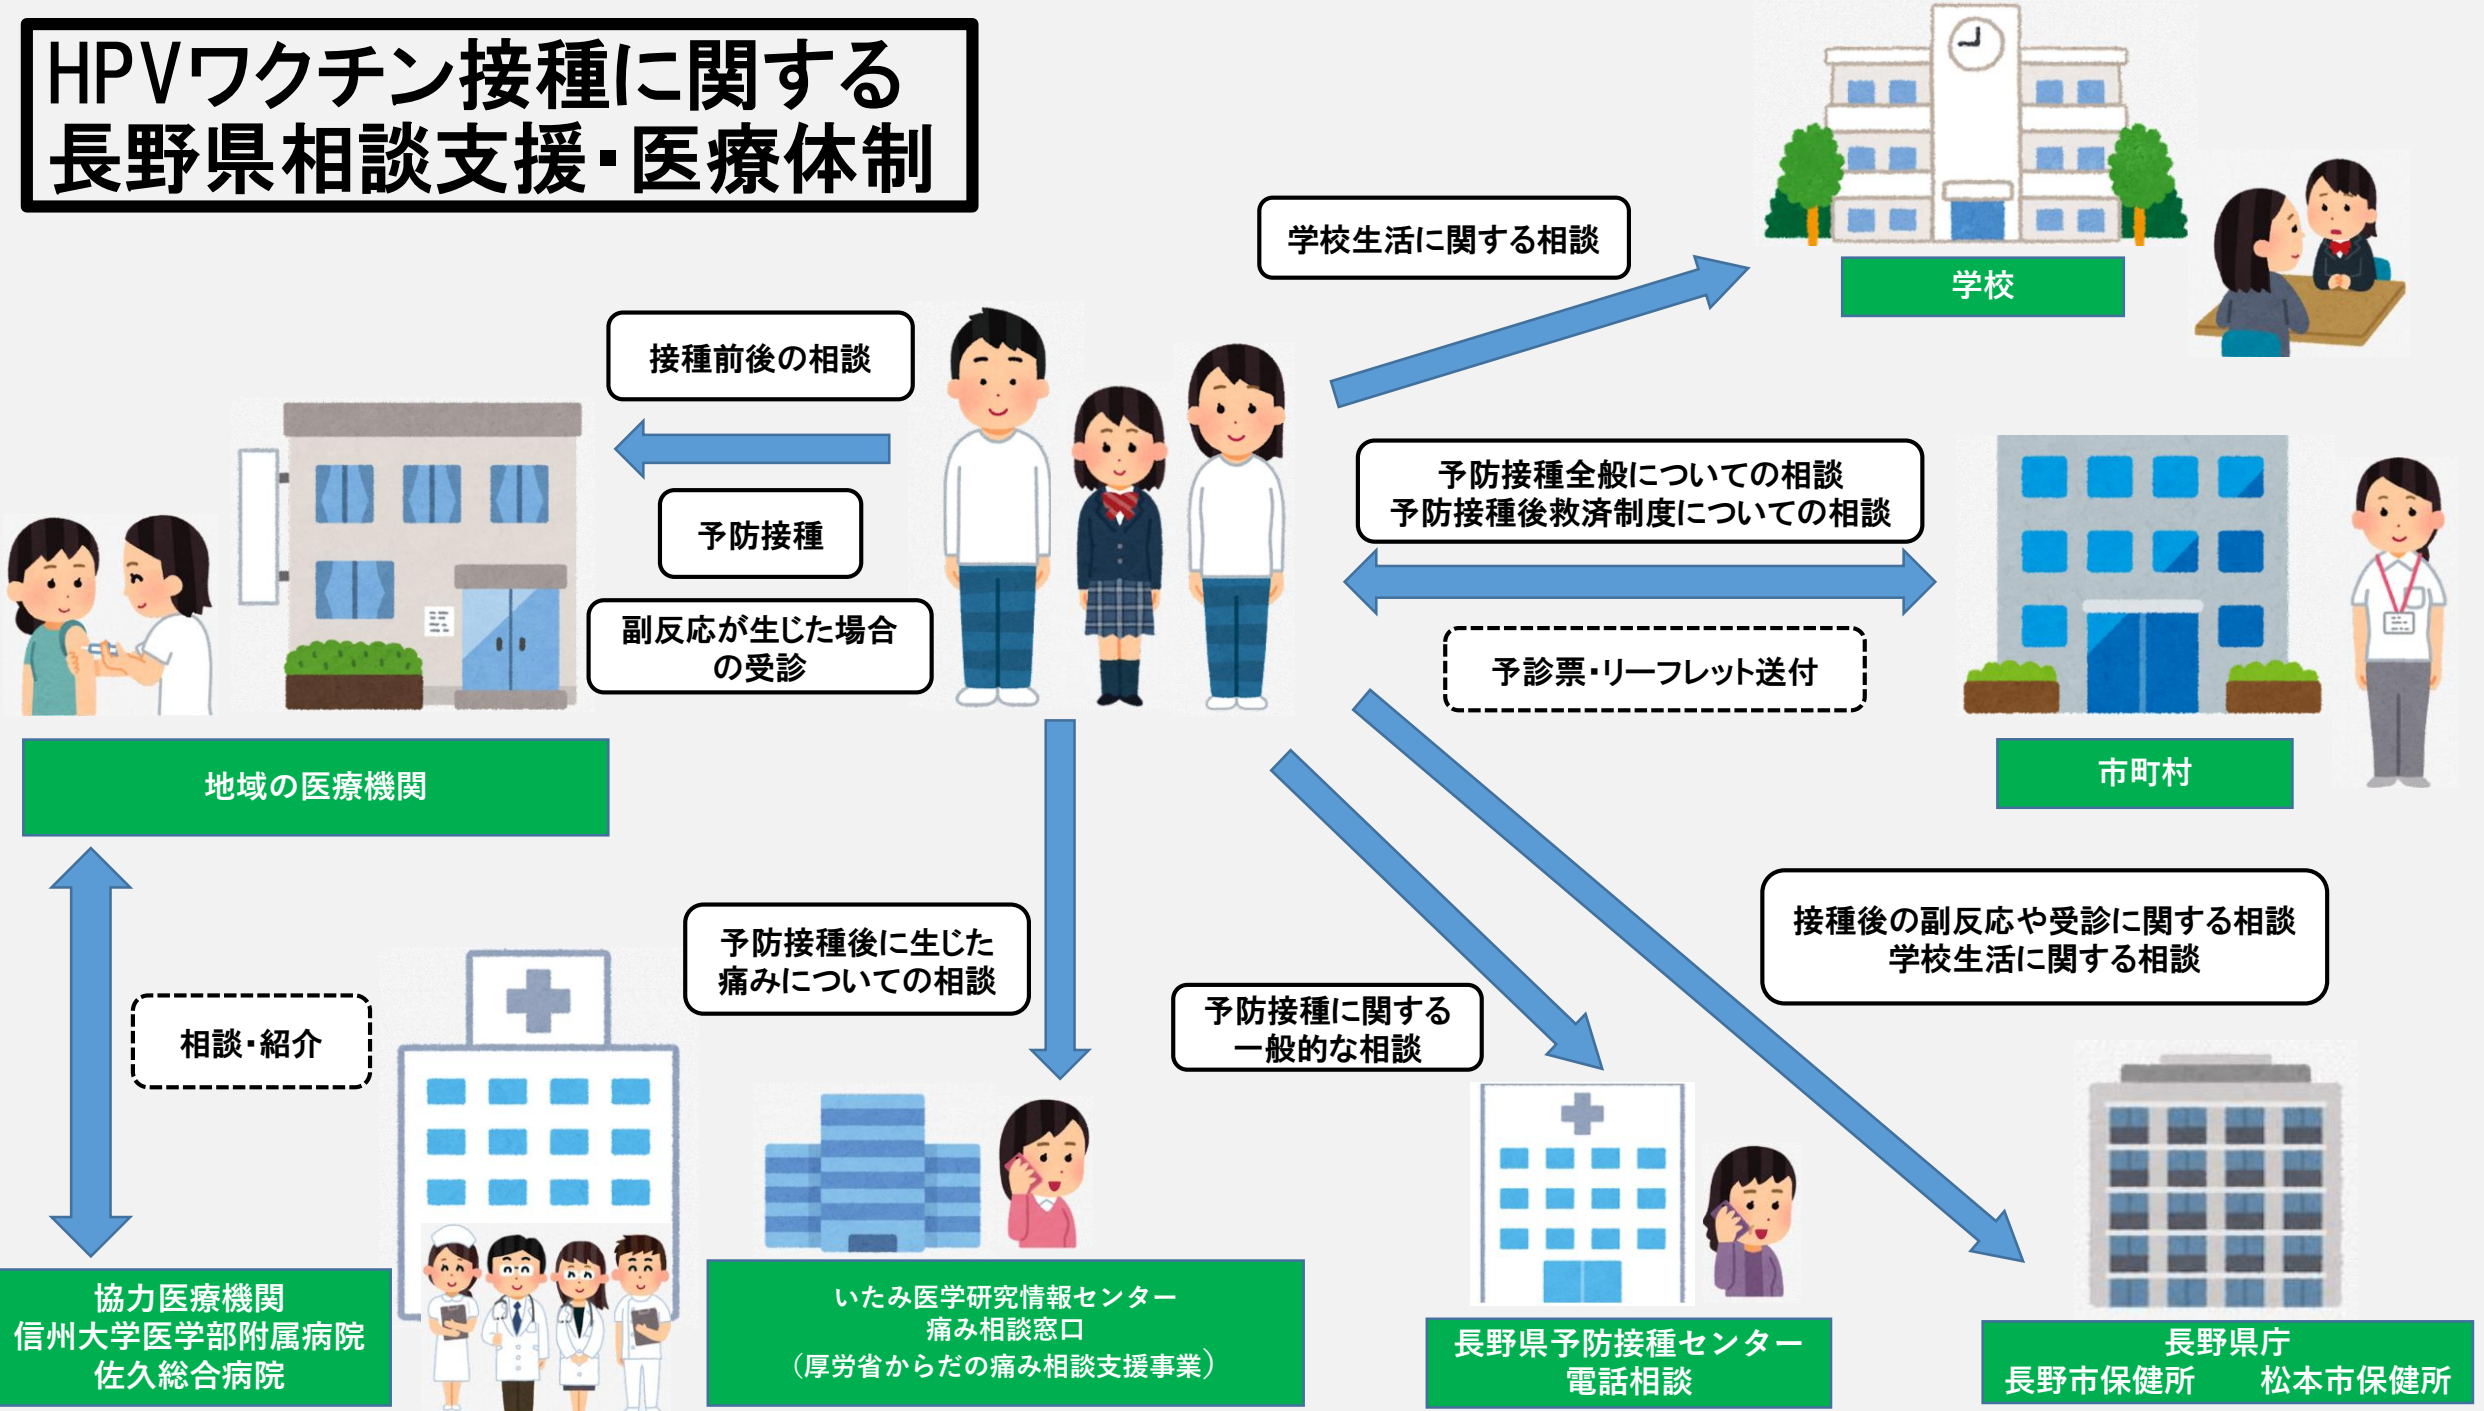 HPVワクチン接種に関する
長野県相談支援・医療体制
学校生活に関する相談
学校
接種前後の相談
予防接種
副反応が生じた場合
の受診
予防接種全般についての相談
予防接種後救済制度についての相談
予診票・リーフレット送付
市町村
地域の医療機関
相談・紹介
予防接種後に生じた
痛みについての相談
予防接種に関する
一般的な相談
接種後の副反応や受診に関する相談
学校生活に関する相談
協力医療機関
信州大学医学部附属病院
佐久総合病院
いたみ医学研究情報センター
痛み相談窓口
（厚労省からだの痛み相談支援事業）
長野県予防接種センター
電話相談
長野県庁
長野市保健所　松本市保健所